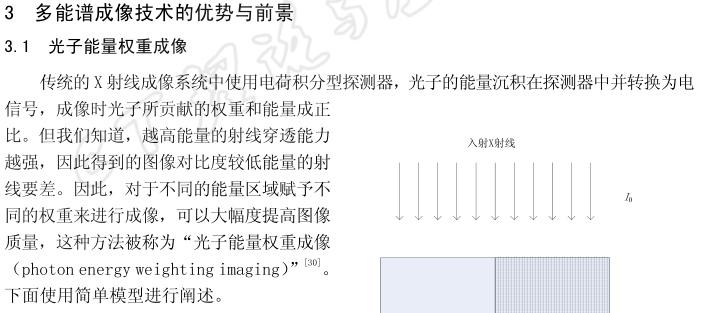 3 多能谱成像技术的优势与前景
3.1 光子能量权重成像
传统的 X 射线成像系统中使用电荷积分型探测器，光子的能量沉积在探测器中并转换为电
信号，成像时光子所贡献的权重和能量成正
比。但我们知道，越高能量的射线穿透能力
越强，因此得到的图像对比度较低能量的射
线要差。因此，对于不同的能量区域赋予不
同的权重来进行成像，可以大幅度提高图像
质量，这种方法被称为“光子能量权重成像
（photon energy weighting imaging）”[30]。
下面使用简单模型进行阐述。
入射X射线
I0